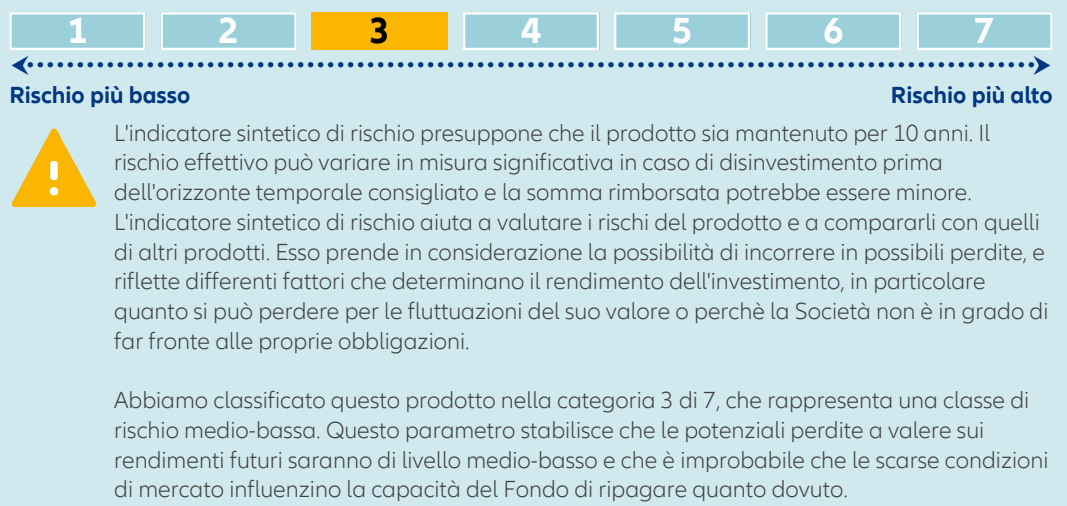 1 2 3 4 5 6 7
Rischio più basso Rischio più alto
L'indicatore sintetico di rischio presuppone che il prodotto sia mantenuto per 10 anni. Il
rischio effettivo può variare in misura significativa in caso di disinvestimento prima
dell'orizzonte temporale consigliato e la somma rimborsata potrebbe essere minore.
L'indicatore sintetico di rischio aiuta a valutare i rischi del prodotto e a compararli con quelli
di altri prodotti. Esso prende in considerazione la possibilità di incorrere in possibili perdite, e
riflette differenti fattori che determinano il rendimento dell'investimento, in particolare
quanto si può perdere per le fluttuazioni del suo valore o perchè la Società non è in grado di
far fronte alle proprie obbligazioni.
Abbiamo classificato questo prodotto nella categoria 3 di 7, che rappresenta una classe di
rischio medio-bassa. Questo parametro stabilisce che le potenziali perdite a valere sui
rendimenti futuri saranno di livello medio-basso e che è improbabile che le scarse condizioni
di mercato influenzino la capacità del Fondo di ripagare quanto dovuto.